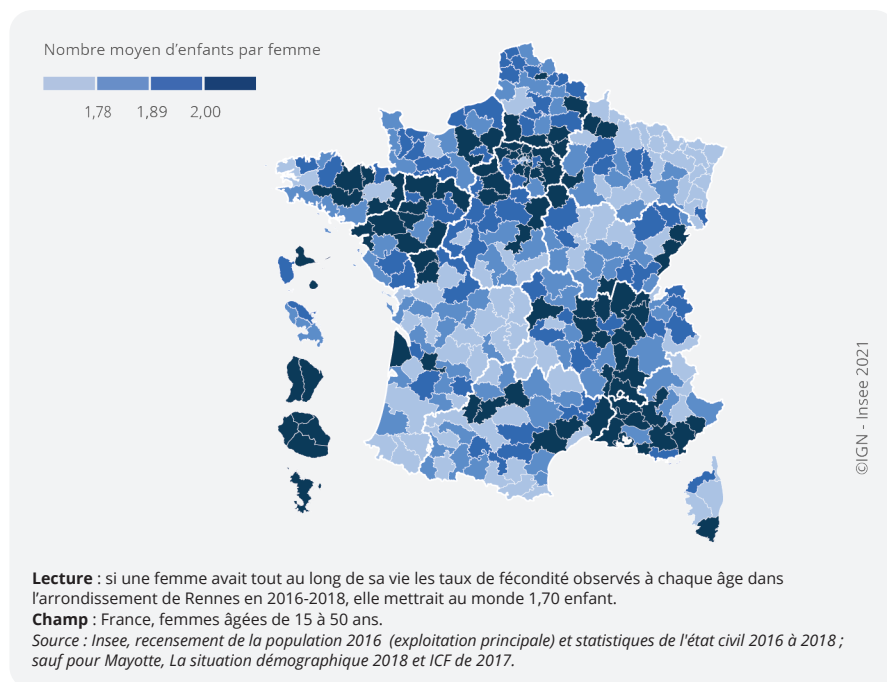 Nombre moyen d’enfants par femme
1,78 1,89 2,00
©IGN - Insee 2021
Lecture : si une femme avait tout au long de sa vie les taux de fécondité observés à chaque âge dans
l’arrondissement de Rennes en 2016-2018, elle mettrait au monde 1,70 enfant.
Champ : France, femmes âgées de 15 à 50 ans.
Source : Insee, recensement de la population 2016 (exploitation principale) et statistiques de l'état civil 2016 à 2018 ;
sauf pour Mayotte, La situation démographique 2018 et ICF de 2017.